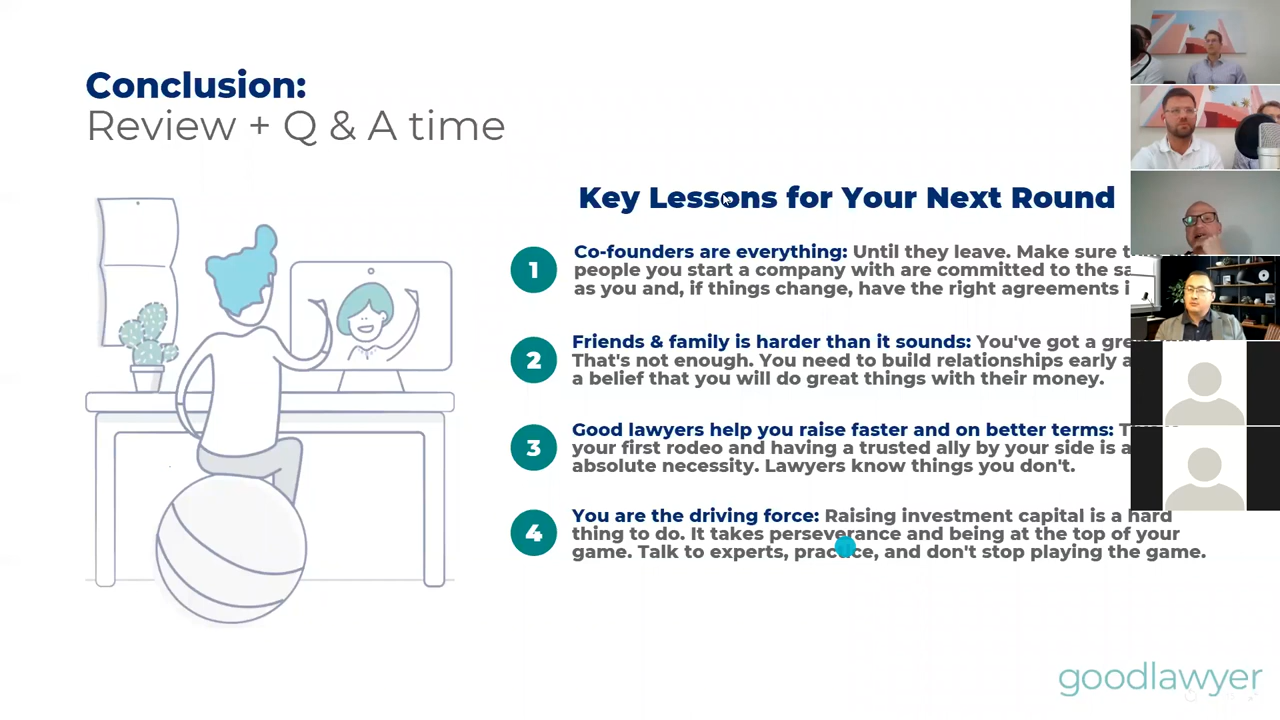 Conclusion:
Review + Q & A time
Key Lessons for Your Next Round
1
Co-founders are everything: Until they leave. Make sure
people you start a company with are committed to the
as you and, if things change, have the right agreements
2
Friends & family is harder than it sounds: You've got a
That's not enough. You need to build relationships early
a belief that you will do great things with their money.
3
Good lawyers help you raise faster and on better terms:
your first rodeo and having a trusted ally by your side is
absolute necessity. Lawyers know things you don't.
4
You are the driving force: Raising investment capital is a hard
thing to do. It takes perseverance and being at the top of your
game. Talk to experts, practice, and don't stop playing the game.
goodlawyer